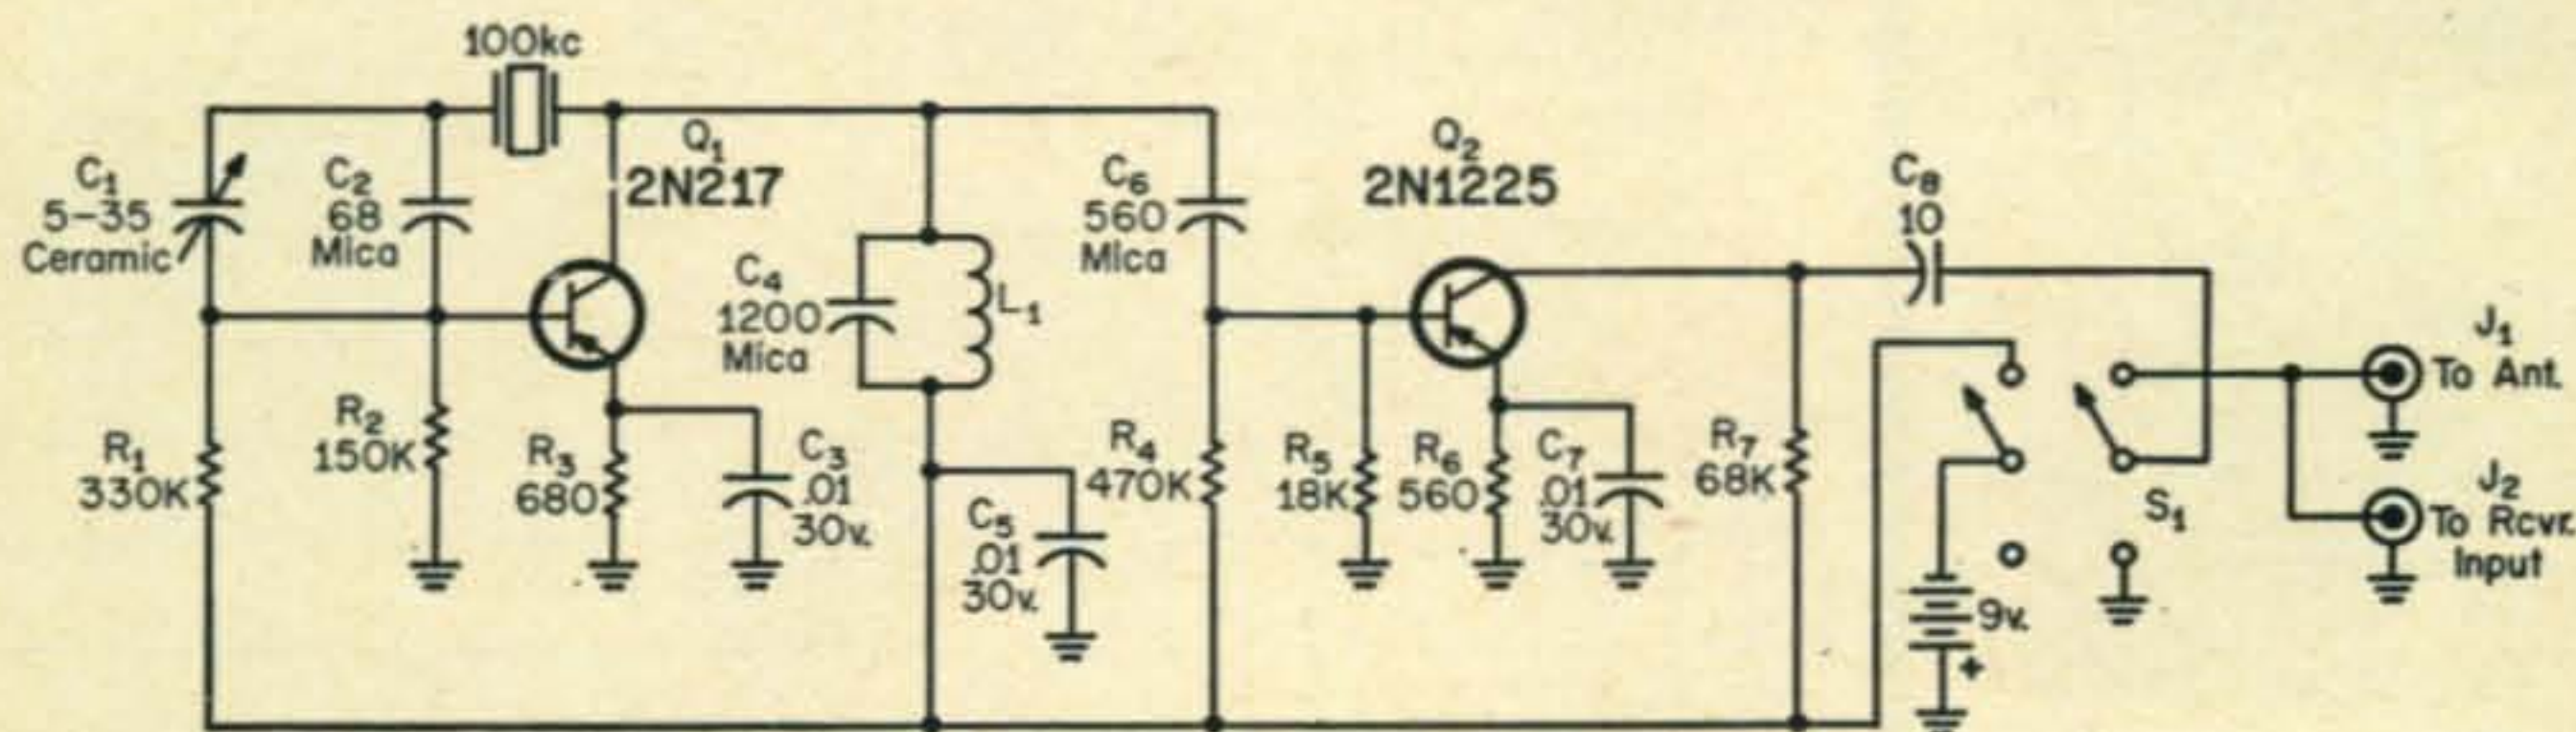 100kc
C₁
5-35
Ceramic
C₂
68
Mica
Q₁
2N217
C₄
1200
Mica
L₁
C₆
560
Mica
Q₂
2N1225
C₈
10
R₁
330K
R₂
150K
R₃
680
C₃
.01
30v.
C₅
.01
30v.
R₄
470K
R₅
18K
R₆
560
C₇
.01
30v.
R₇
68K
9v.
+
S₁
J₁
To Ant.
J₂
To Rcvr.
Input